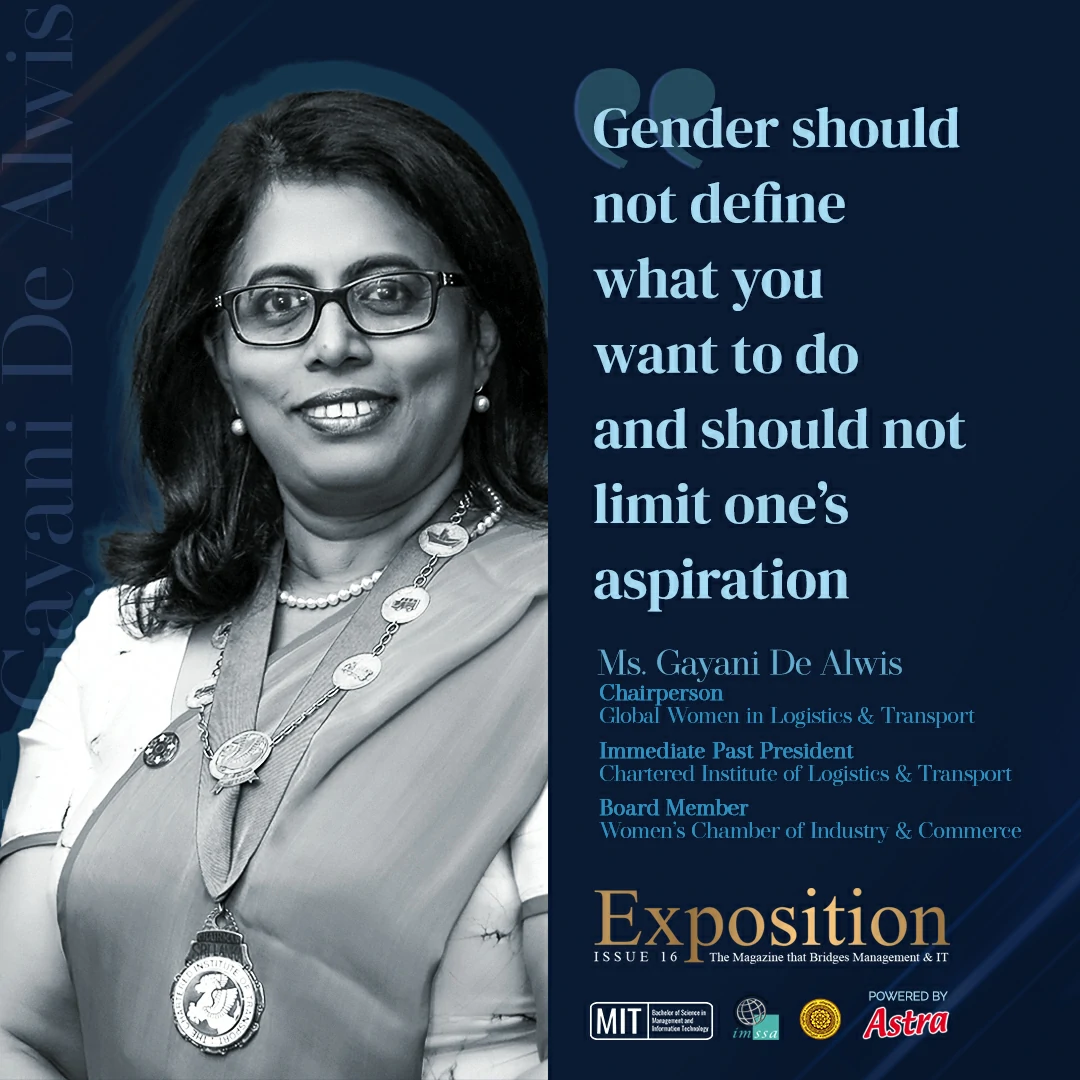 Gayani De Alwis
Gender should
not define
what you
want to do
and should not
limit one’s
aspiration
Ms. Gayani De Alwis
Chairperson
Global Women in Logistics & Transport
Immediate Past President
Chartered Institute of Logistics & Transport
Board Member
Women’s Chamber of Industry & Commerce
Exposition
ISSUE 16 The Magazine that Bridges Management & IT
MIT
Bachelor of Science in
Management and
Information Technology
imssa
POWERED BY
Astra